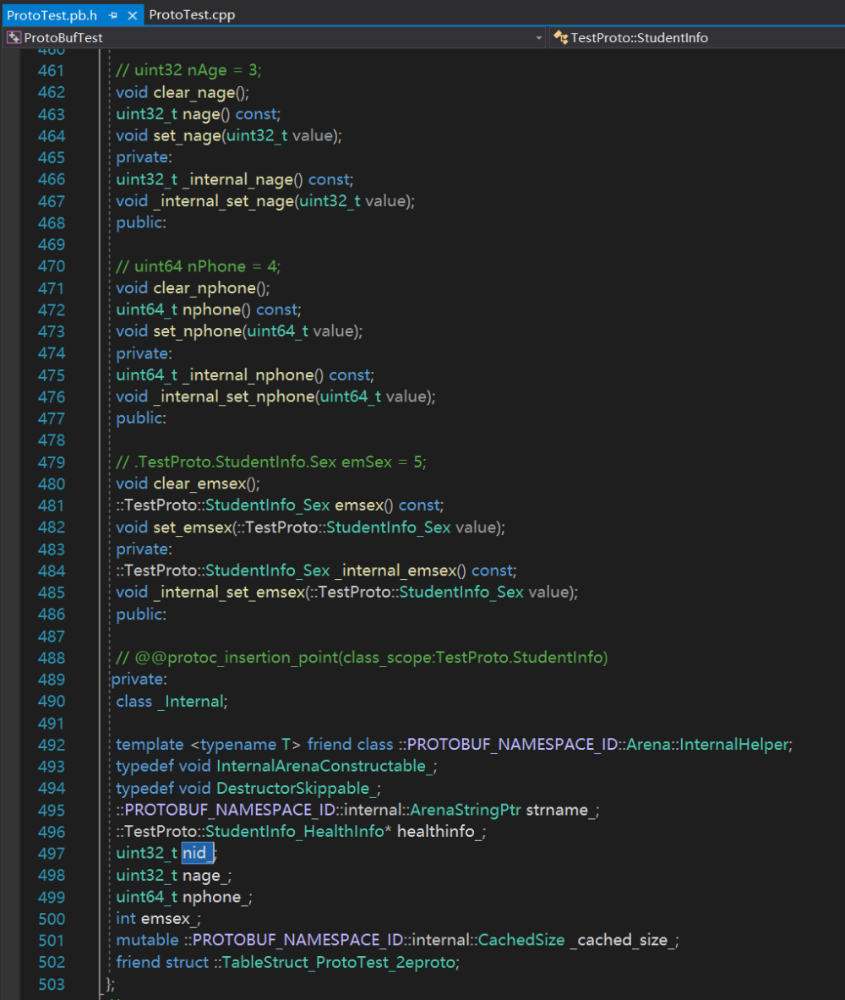 ProtoTest.pb.h ProtoTest.cpp
ProtoBufTest TestProto::StudentInfo
460
461 // uint32 nAge = 3;
462 void clear_nage();
463 uint32_t nage() const;
464 void set_nage(uint32_t value);
465 private:
466 uint32_t _internal_nage() const;
467 void _internal_set_nage(uint32_t value);
468 public:
469
470 // uint64 nPhone = 4;
471 void clear_nphone();
472 uint64_t nphone() const;
473 void set_nphone(uint64_t value);
474 private:
475 uint64_t _internal_nphone() const;
476 void _internal_set_nphone(uint64_t value);
477 public:
478
479 // .TestProto.StudentInfo.Sex emSex = 5;
480 void clear_emsex();
481 ::TestProto::StudentInfo_Sex emsex() const;
482 void set_emsex(::TestProto::StudentInfo_Sex value);
483 private:
484 ::TestProto::StudentInfo_Sex _internal_emsex() const;
485 void _internal_set_emsex(::TestProto::StudentInfo_Sex value);
486 public:
487
488 // @@protoc_insertion_point(class_scope:TestProto.StudentInfo)
489 private:
490 class _Internal;
491
492 template <typename T> friend class ::PROTOBUF_NAMESPACE_ID::Arena::InternalHelper;
493 typedef void InternalArenaConstructable_;
494 typedef void DestructorSkippable_;
495 ::PROTOBUF_NAMESPACE_ID::internal::ArenaStringPtr strname_;
496 ::TestProto::StudentInfo_HealthInfo* healthinfo_;
497 uint32_t nid_;
498 uint32_t nage_;
499 uint64_t nphone_;
500 int emsex_;
501 mutable ::PROTOBUF_NAMESPACE_ID::internal::CachedSize _cached_size_;
502 friend struct ::TableStruct_ProtoTest_2eproto;
503 };